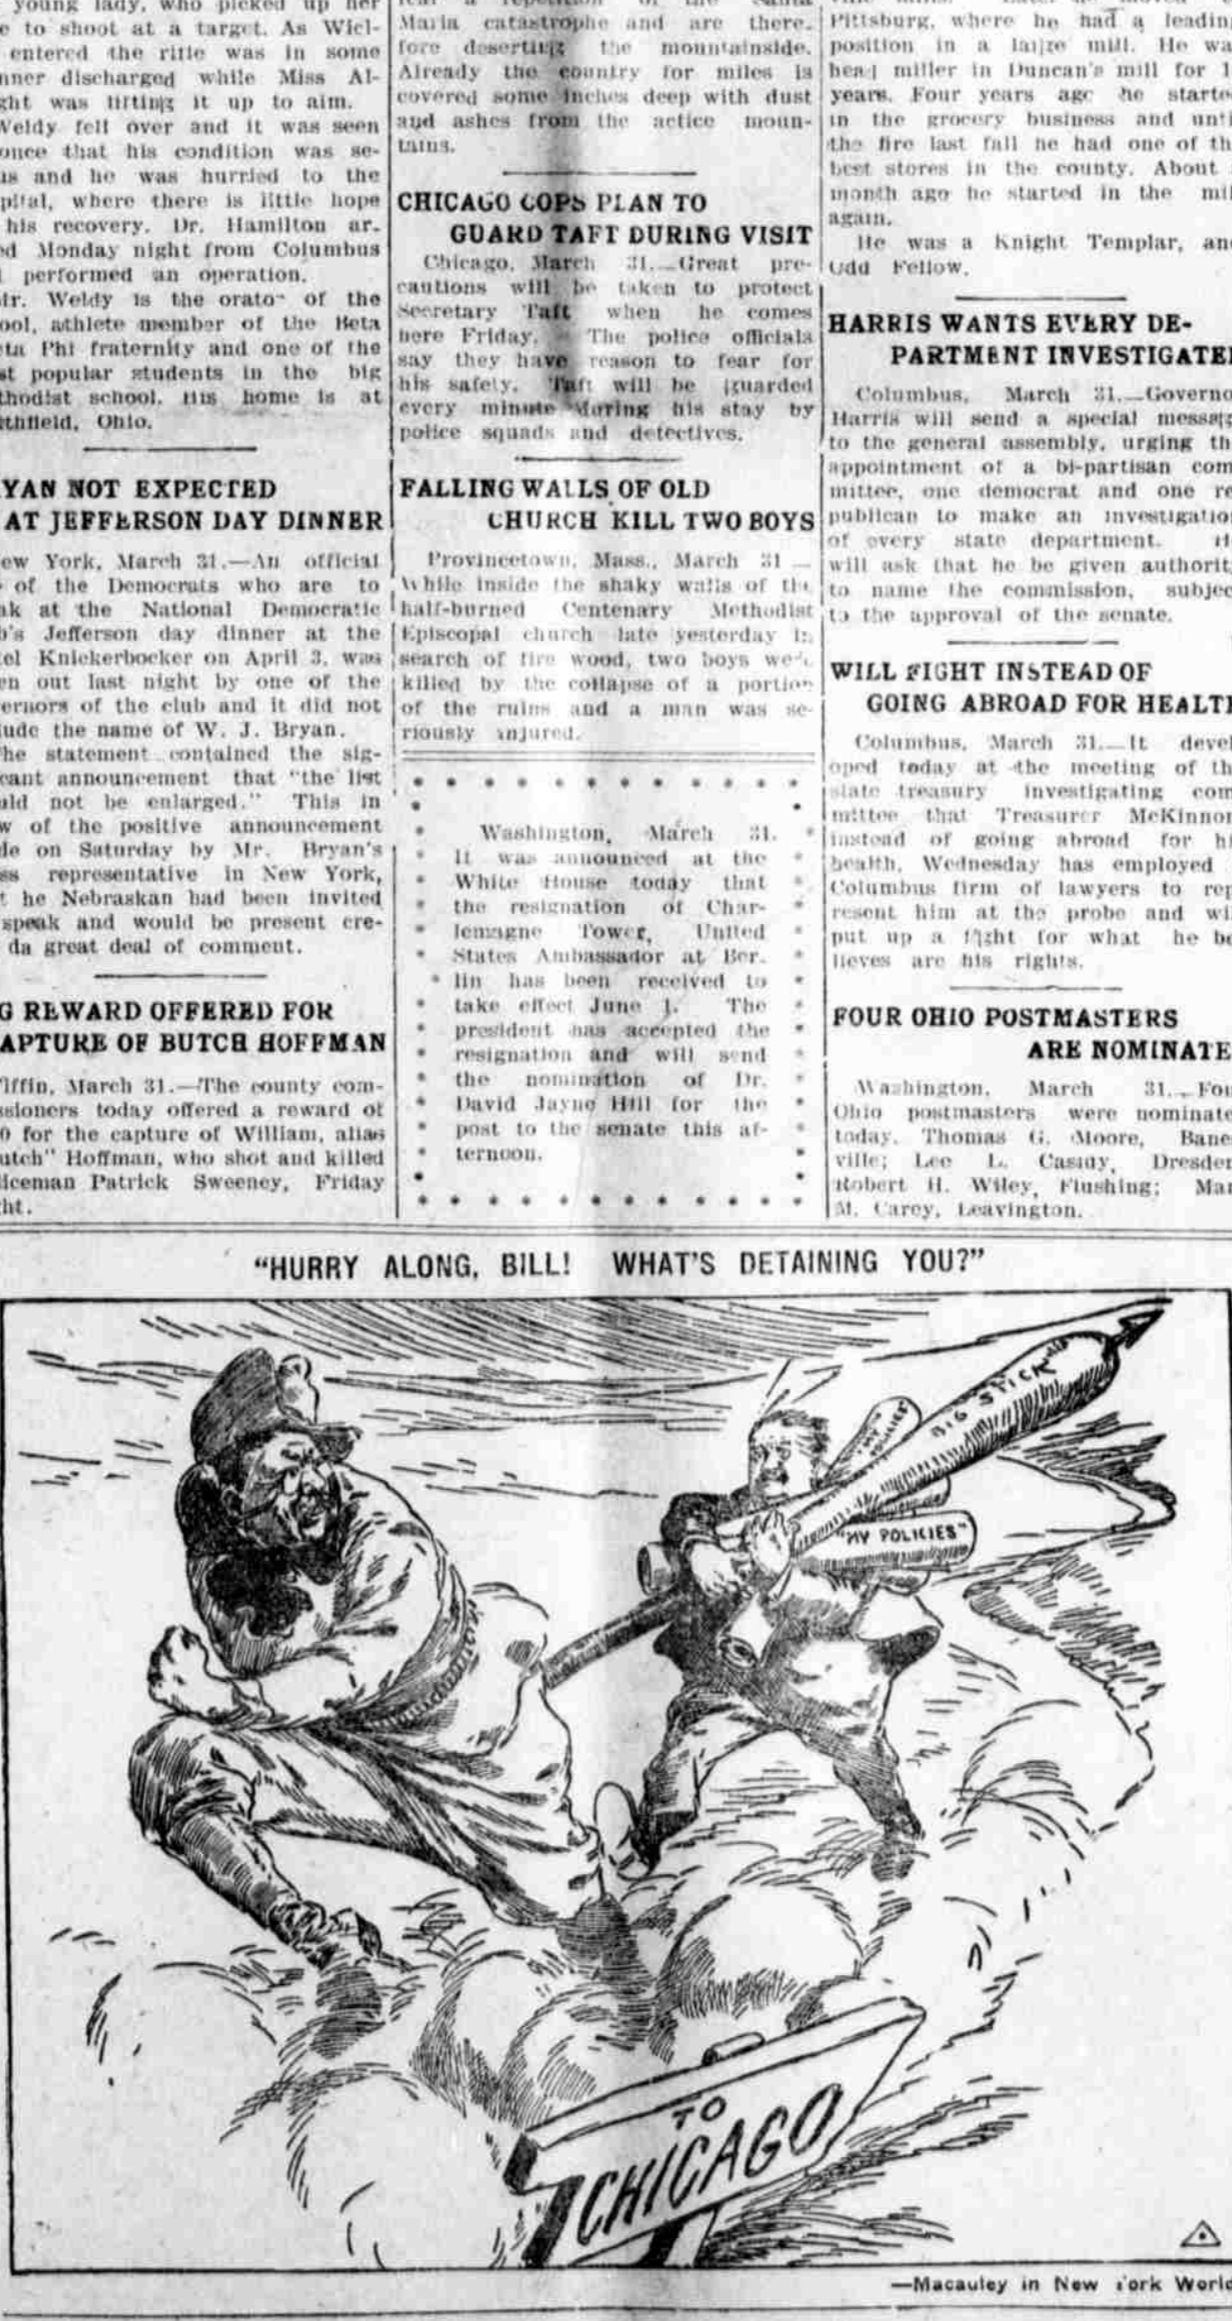 young lady, who picked up her
e to shoot at a target. As Wicl-
entered the rifle was in some
nner discharged while Miss Al-
ght was lifting it up to aim.
Weldy fell over and it was seen
once that his condition was se-
us and he was hurried to the
pital, where there is little hope
his recovery. Dr. Hamilton ar-
ed Monday night from Columbus
performed an operation.
Mr. Weldy is the orator of the
ool, athlete member of the Beta
eta Phi fraternity and one of the
st popular students in the big
thodist school. His home is at
thfield, Ohio.
YAN NOT EXPECTED
AT JEFFERSON DAY DINNER
ew York, March 31.—An official
of the Democrats who are to
ak at the National Democratic
b's Jefferson day dinner at the
el Knickerbocker on April 3, was
en out last night by one of the
ernors of the club and it did not
lude the name of W. J. Bryan.
he statement contained the sig-
cant announcement that "the list
uld not be enlarged." This in
w of the positive announcement
de on Saturday by Mr. Bryan's
ss representative in New York,
t he Nebraskan had been invited
speak and would be present cre-
da great deal of comment.
G REWARD OFFERED FOR
APTURE OF BUTCH HOFFMAN
iffin, March 31.—The county com-
ssioners today offered a reward of
0 for the capture of William, alias
utch" Hoffman, who shot and killed
liceman Patrick Sweeney, Friday
ht.
Maria catastrophe and are there-
fore deserting the mountainside.
Already the country for miles is
covered some inches deep with dust
and ashes from the actice moun-
tains.
CHICAGO COPS PLAN TO
GUARD TAFT DURING VISIT
Chicago, March 31.—Great pre-
cautions will be taken to protect
Secretary Taft when he comes
here Friday. The police officials
say they have reason to fear for
his safety. Taft will be guarded
every minute during his stay by
police squads and detectives.
FALLING WALLS OF OLD
CHURCH KILL TWO BOYS
Provincetown, Mass., March 31—
While inside the shaky walls of the
half-burned Centenary Methodist
Episcopal church late yesterday in
search of fire wood, two boys were
killed by the collapse of a portion
of the ruins and a man was se-
riously injured.
Washington, March 31.
It was announced at the
White House today that
the resignation of Char-
lemagne Tower, United
States Ambassador at Ber-
lin has been received to
take effect June 1. The
president has accepted the
resignation and will send
the nomination of Dr.
David Jayne Hill for the
post to the senate this af-
ternoon.
Pittsburg, where he had a leading
position in a large mill. He wa
head miller in Duncan's mill for 1
years. Four years ago he starte
in the grocery business and unti
the fire last fall he had one of th
best stores in the county. About
month ago he started in the mil
again.
He was a Knight Templar, an
Odd Fellow.
HARRIS WANTS EVERY DE-
PARTMENT INVESTIGATE
Columbus, March 31.—Governo
Harris will send a special messag
to the general assembly, urging th
appointment of a bi-partisan com
mittee, one democrat and one re
publican to make an investigation
of every state department. H
will ask that he be given authorit
to name the commission, subjec
to the approval of the senate.
WILL FIGHT INSTEAD OF
GOING ABROAD FOR HEALTH
Columbus, March 31.—It devel
oped today at the meeting of th
state treasury investigating com
mittee that Treasurer McKinnon
instead of going abroad for hi
health, Wednesday has employed
Columbus firm of lawyers to rep
resent him at the probe and wi
put up a fight for what he be
lieves are his rights.
FOUR OHIO POSTMASTERS
ARE NOMINATE
Washington, March 31.—Fou
Ohio postmasters were nominate
today. Thomas G. Moore, Bane
ville; Lee L. Casidy, Dresden
Robert H. Wiley, Flushing; Mar
M. Carey, Leavington.
"HURRY ALONG, BILL! WHAT'S DETAINING YOU?"
"MY POLICIES"
BIG STICK
"MY POLICIES"
TO
CHICAGO
—Macauley in New York World